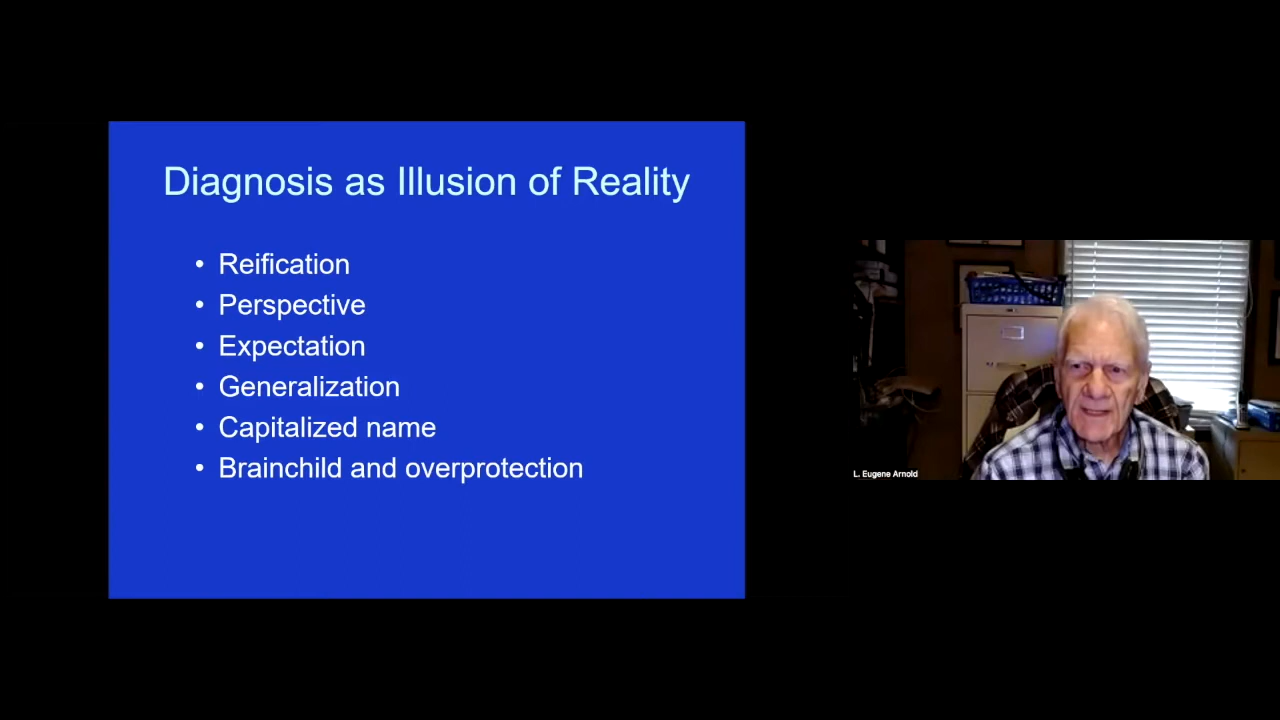 Diagnosis as Illusion of Reality
• Reification
• Perspective
• Expectation
• Generalization
• Capitalized name
• Brainchild and overprotection
L. Eugene Arnold